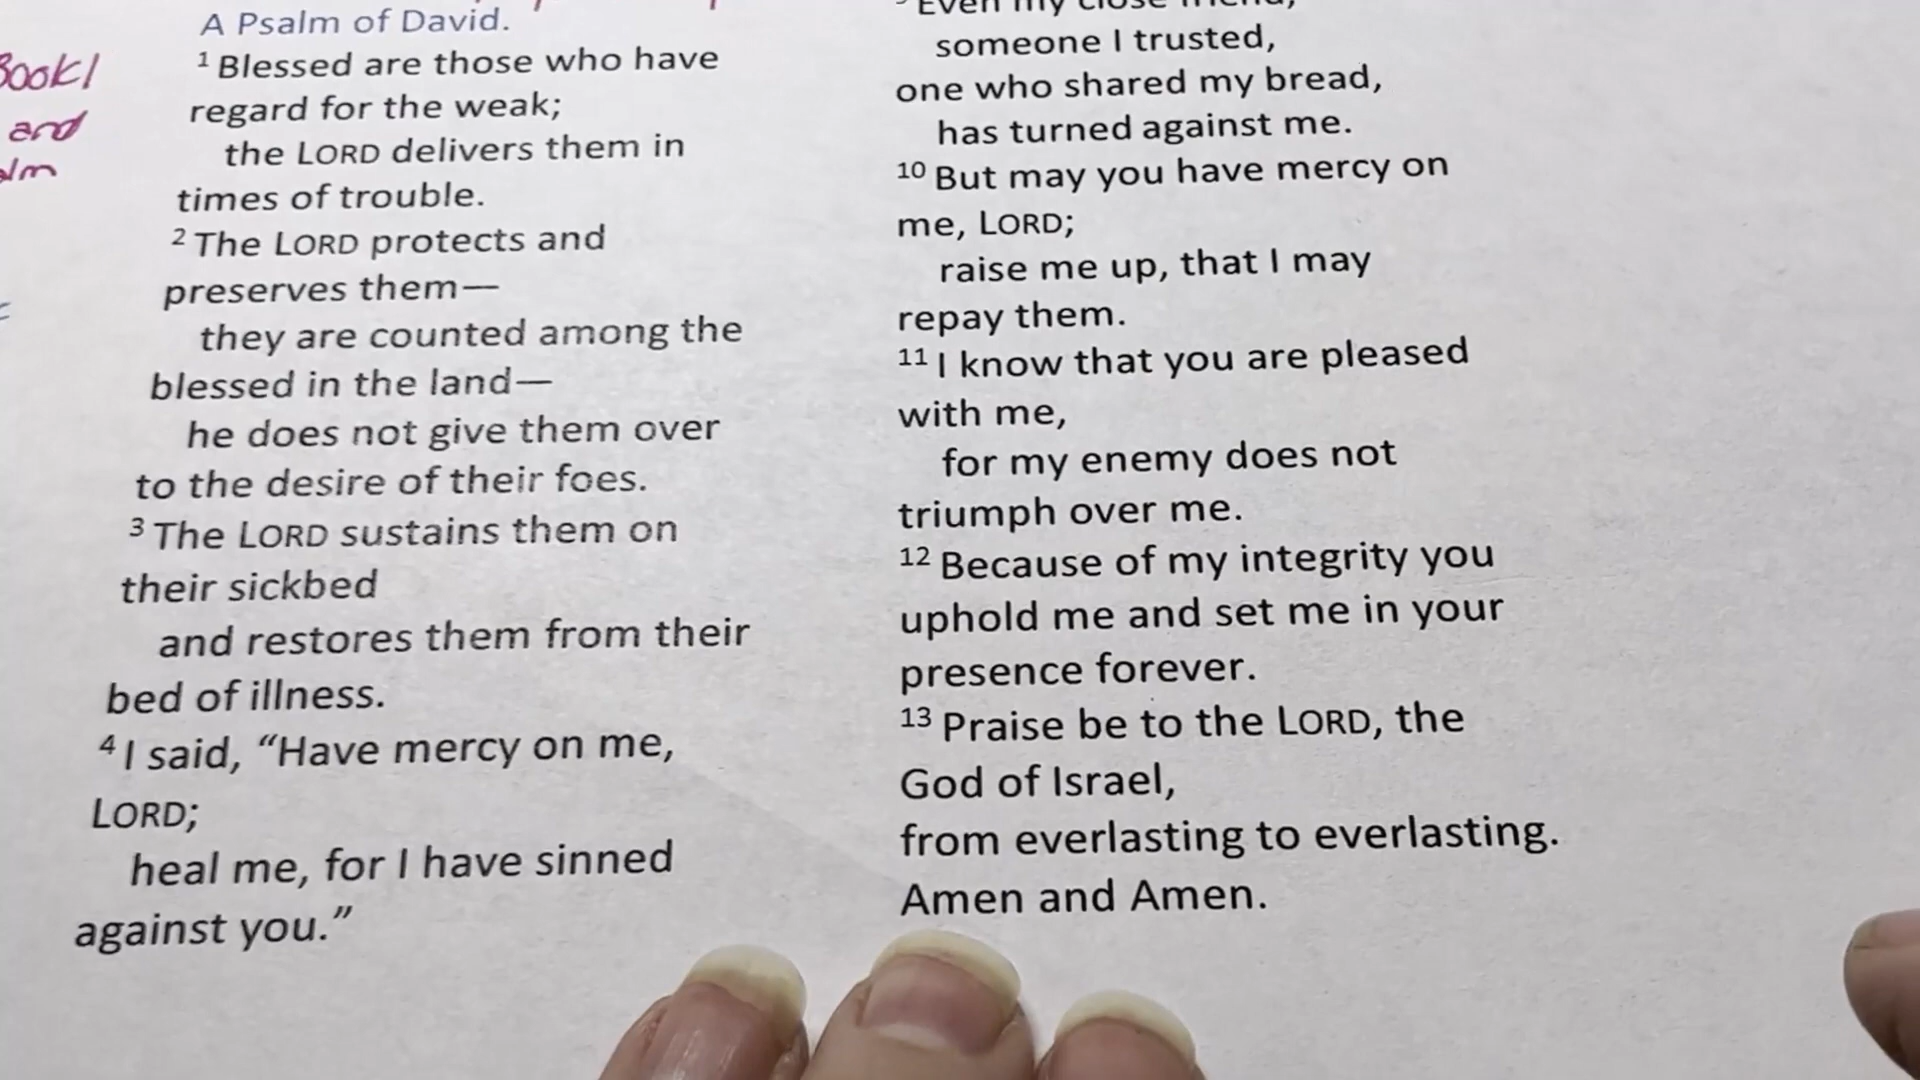 Book1
and
A Psalm of David.
1 Blessed are those who have
regard for the weak;
the LORD delivers them in
times of trouble.
2 The LORD protects and
preserves them—
they are counted among the
blessed in the land—
he does not give them over
to the desire of their foes.
3 The LORD sustains them on
their sickbed
and restores them from their
bed of illness.
4 I said, “Have mercy on me,
LORD;
heal me, for I have sinned
against you.”
Even my close friend,
someone I trusted,
one who shared my bread,
has turned against me.
10 But may you have mercy on
me, LORD;
raise me up, that I may
repay them.
11 I know that you are pleased
with me,
for my enemy does not
triumph over me.
12 Because of my integrity you
uphold me and set me in your
presence forever.
13 Praise be to the LORD, the
God of Israel,
from everlasting to everlasting.
Amen and Amen.